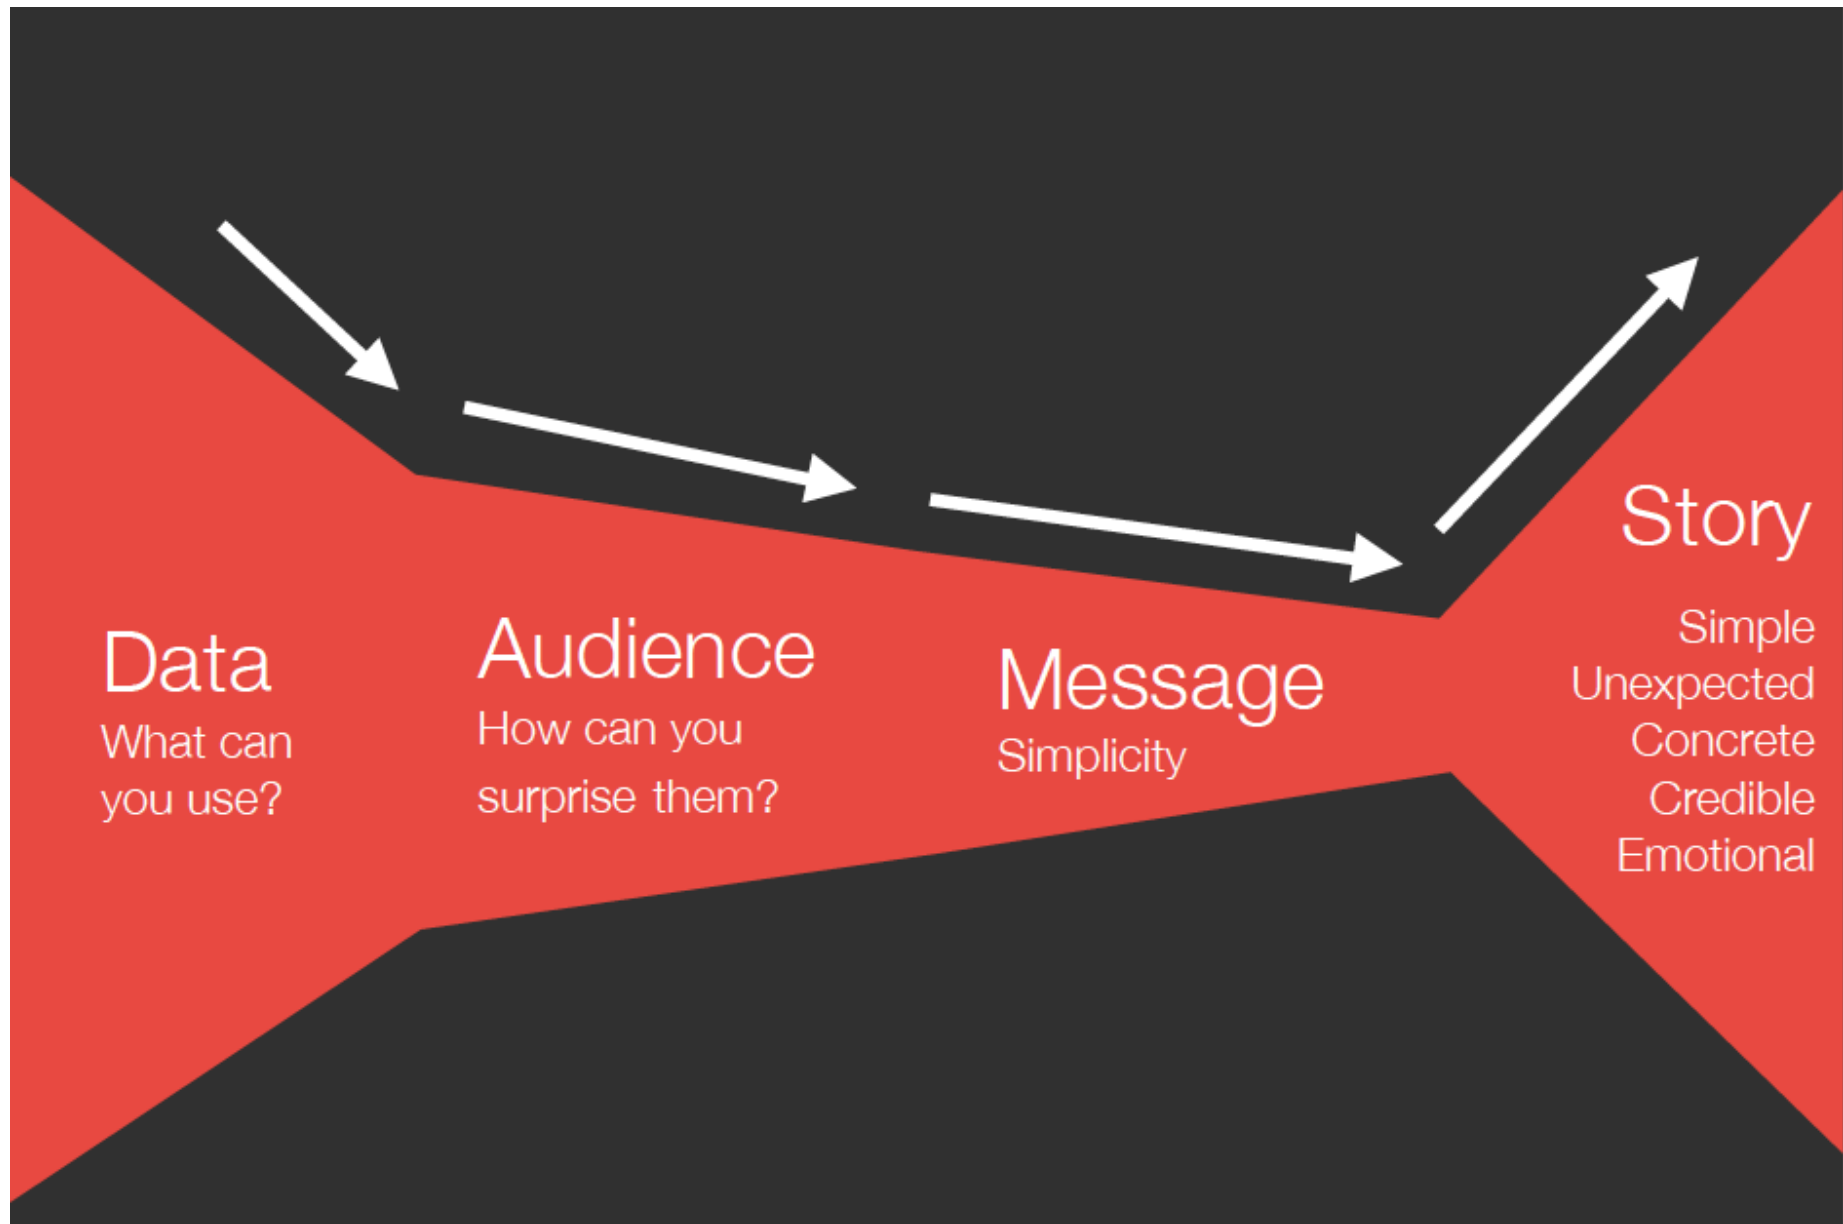 Data
What can
you use?
Audience
How can you
surprise them?
Message
Simplicity
Story
Simple
Unexpected
Concrete
Credible
Emotional